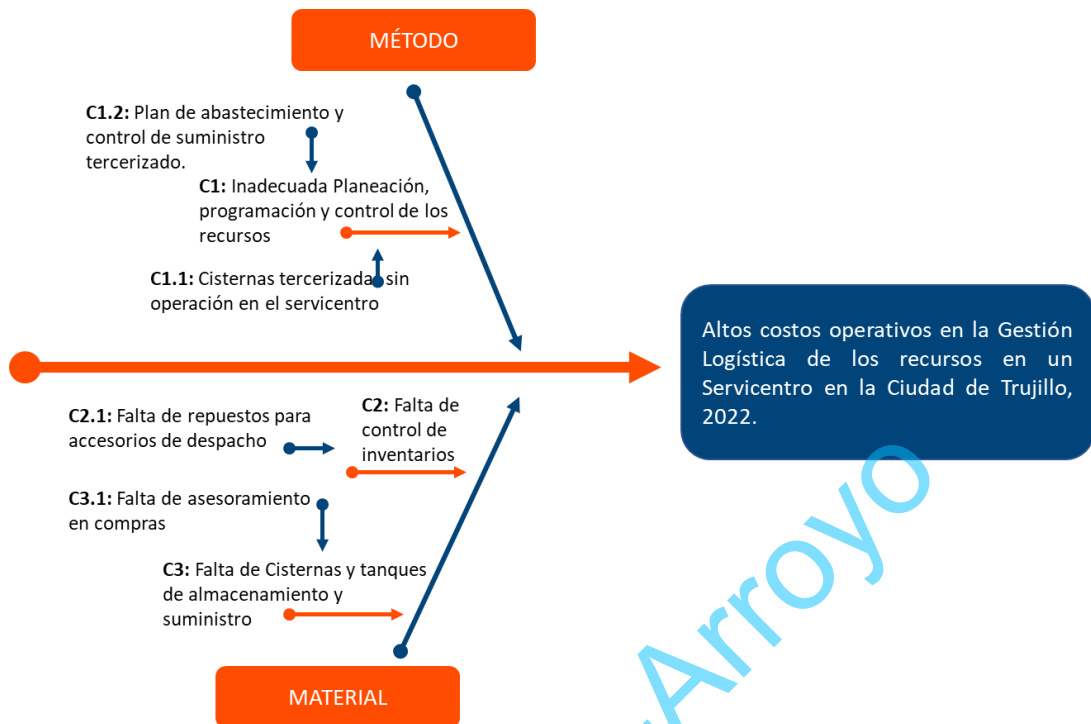 MÉTODO
C1.2: Plan de abastecimiento y
control de suministro
tercerizado.
C1: Inadecuada Planeación,
programación y control de los
recursos
C1.1: Cisternas tercerizada sin
operación en el servicentro
Altos costos operativos en la Gestión
Logística de los recursos en un
Servicentro en la Ciudad de Trujillo,
2022.
C2.1: Falta de repuestos para
accesorios de despacho
C2: Falta de
control de
inventarios
C3.1: Falta de asesoramiento
en compras
C3: Falta de Cisternas y tanques
de almacenamiento y
suministro
MATERIAL
Arroyo